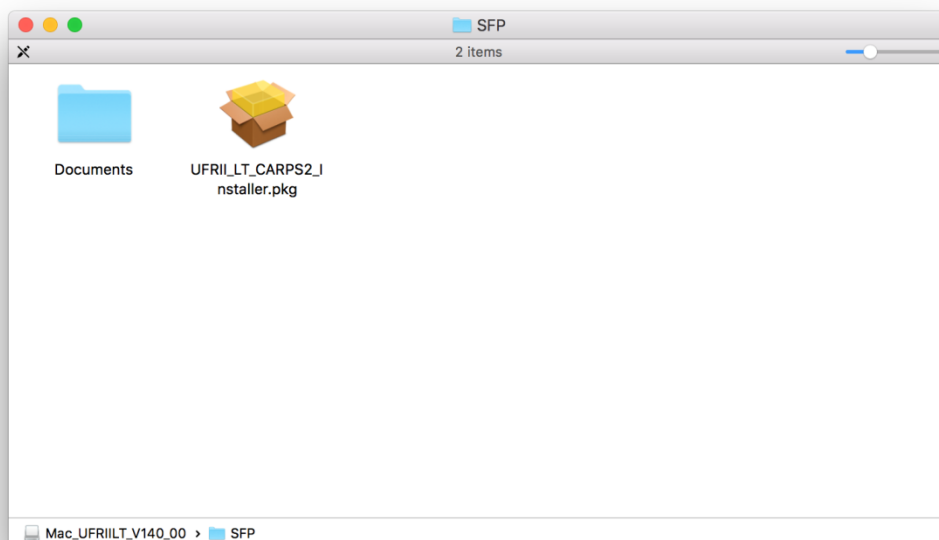 SFP
2 items
Documents
UFRII_LT_CARPS2_I
nstaller.pkg
Mac_UFRIILT_V140_00 › SFP